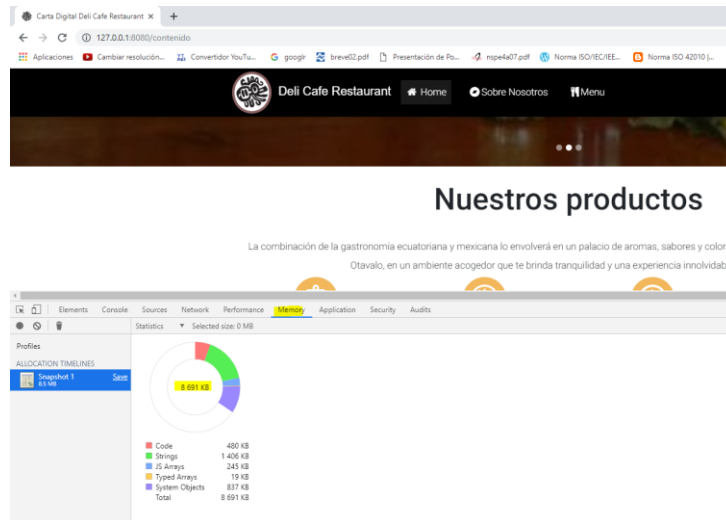 Carta Digital Deli Cafe Restaurant
127.0.0.1:8080/contenido
Aplicaciones Cambiar resolución... Convertidor YouTu... googlr breve02.pdf Presentación de Po... nspe4a07.pdf Norma ISO/IEC/IEE... Norma ISO 42010 |...
Deli Cafe Restaurant Home Sobre Nosotros Menu
Nuestros productos
La combinación de la gastronomía ecuatoriana y mexicana lo envolverá en un palacio de aromas, sabores y color
Otavalo, en un ambiente acogedor que te brinda tranquilidad y una experiencia innolvidab
Elements Console Sources Network Performance Memory Application Security Audits
Statistics Selected size: 0 MB
Profiles
ALLOCATION TIMELINES
Snapshot 1 Save
8.5 MB
8 691 KB
Code 480 KB
Strings 1 406 KB
JS Arrays 245 KB
Typed Arrays 19 KB
System Objects 837 KB
Total 8 691 KB